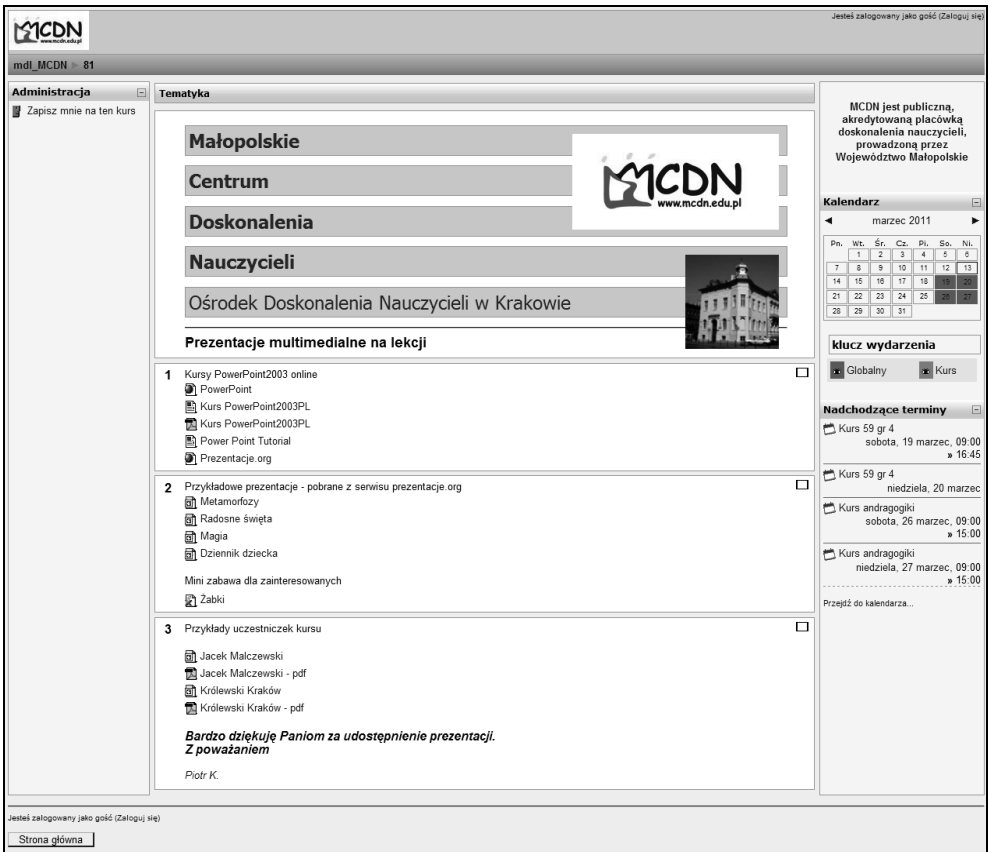 MCDN
www.mcdn.edu.pl
Jesteś zalogowany jako gość (Zaloguj się)
mdl_MCDN ► 81
Administracja
Zapisz mnie na ten kurs
Tematyka
Małopolskie
Centrum
Doskonalenia
Nauczycieli
Ośrodek Doskonalenia Nauczycieli w Krakowie
MCDN
www.mcdn.edu.pl
Prezentacje multimedialne na lekcji
1 Kursy PowerPoint2003 online
PowerPoint
Kurs PowerPoint2003PL
Kurs PowerPoint2003PL
Power Point Tutorial
Prezentacje.org
2 Przykładowe prezentacje - pobrane z serwisu prezentacje.org
Metamorfozy
Radosne święta
Magia
Dziennik dziecka
Mini zabawa dla zainteresowanych
Żabki
3 Przykłady uczestniczek kursu
Jacek Malczewski
Jacek Malczewski - pdf
Królewski Kraków
Królewski Kraków - pdf
Bardzo dziękuję Paniom za udostępnienie prezentacji.
Z poważaniem
Piotr K.
MCDN jest publiczną,
akredytowaną placówką
doskonalenia nauczycieli,
prowadzoną przez
Województwo Małopolskie
Kalendarz
◄ marzec 2011 ►
Pn. Wt. Śr. Cz. Pi. So. Ni.
1 2 3 4 5 6
7 8 9 10 11 12 13
14 15 16 17 18 19 20
21 22 23 24 25 26 27
28 29 30 31
klucz wydarzenia
Globalny Kurs
Nadchodzące terminy
Kurs 59 gr 4
sobota, 19 marzec, 09:00
» 16:45
Kurs 59 gr 4
niedziela, 20 marzec
Kurs andragogiki
sobota, 26 marzec, 09:00
» 15:00
Kurs andragogiki
niedziela, 27 marzec, 09:00
» 15:00
Przejdź do kalendarza...
Jesteś zalogowany jako gość (Zaloguj się)
Strona główna